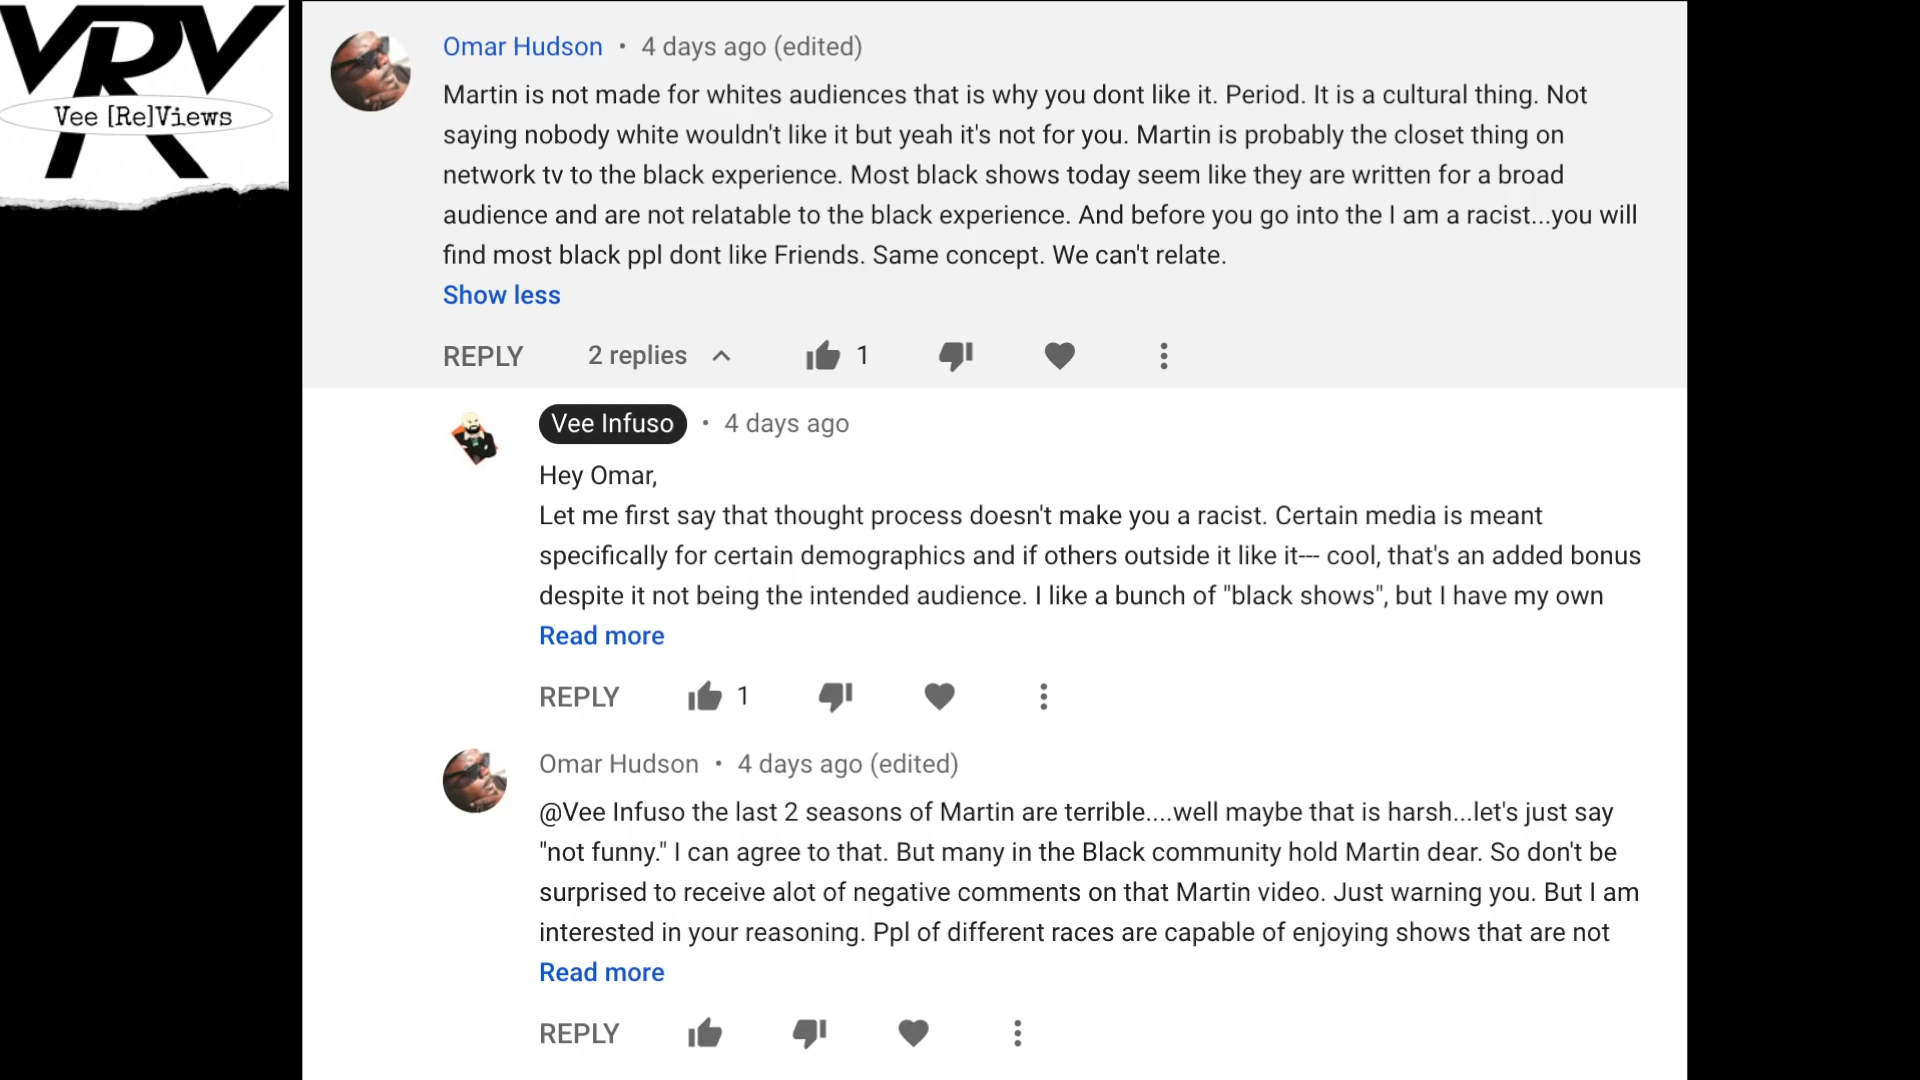 VRV
Vee [Re]Views
Omar Hudson • 4 days ago (edited)
Martin is not made for whites audiences that is why you dont like it. Period. It is a cultural thing. Not
saying nobody white wouldn't like it but yeah it's not for you. Martin is probably the closet thing on
network tv to the black experience. Most black shows today seem like they are written for a broad
audience and are not relatable to the black experience. And before you go into the I am a racist...you will
find most black ppl dont like Friends. Same concept. We can't relate.
Show less
REPLY 2 replies 1
Vee Infuso • 4 days ago
Hey Omar,
Let me first say that thought process doesn't make you a racist. Certain media is meant
specifically for certain demographics and if others outside it like it--- cool, that's an added bonus
despite it not being the intended audience. I like a bunch of "black shows", but I have my own
Read more
REPLY 1
Omar Hudson • 4 days ago (edited)
@Vee Infuso the last 2 seasons of Martin are terrible....well maybe that is harsh...let's just say
"not funny." I can agree to that. But many in the Black community hold Martin dear. So don't be
surprised to receive alot of negative comments on that Martin video. Just warning you. But I am
interested in your reasoning. Ppl of different races are capable of enjoying shows that are not
Read more
REPLY